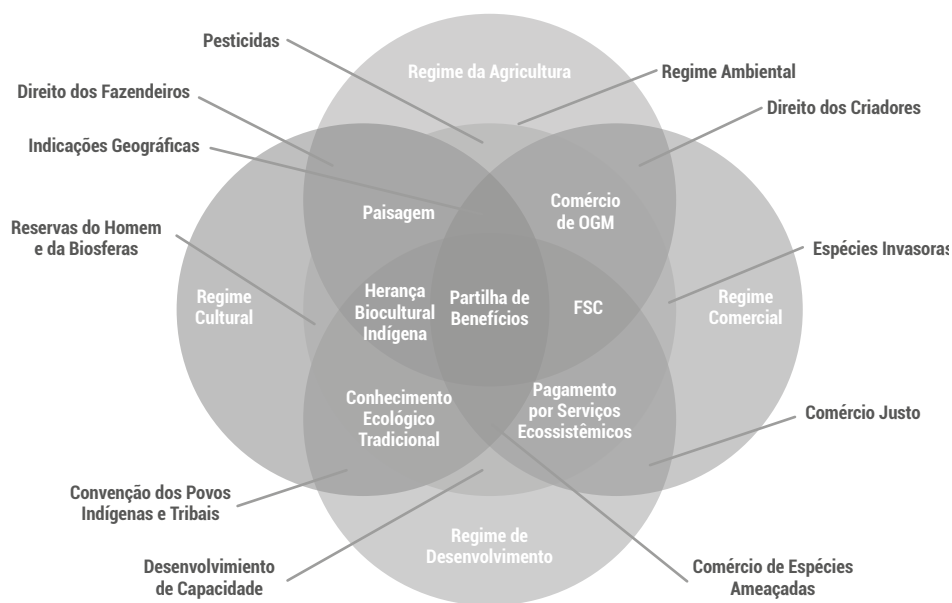 Pesticidas
Regime da Agricultura
Regime Ambiental
Direito dos Fazendeiros
Direito dos Criadores
Indicações Geográficas
Paisagem
Comércio
de OGM
Reservas do Homem
e da Biosferas
Espécies Invasoras
Regime
Cultural
Herança
Biocultural
Indígena
Partilha de
Benefícios
FSC
Regime
Comercial
Conhecimento
Ecológico
Tradicional
Pagamento
por Serviços
Ecossistêmicos
Comércio Justo
Convenção dos Povos
Indígenas e Tribais
Regime de
Desenvolvimento
Desenvolvimiento
de Capacidade
Comércio de Espécies
Ameaçadas